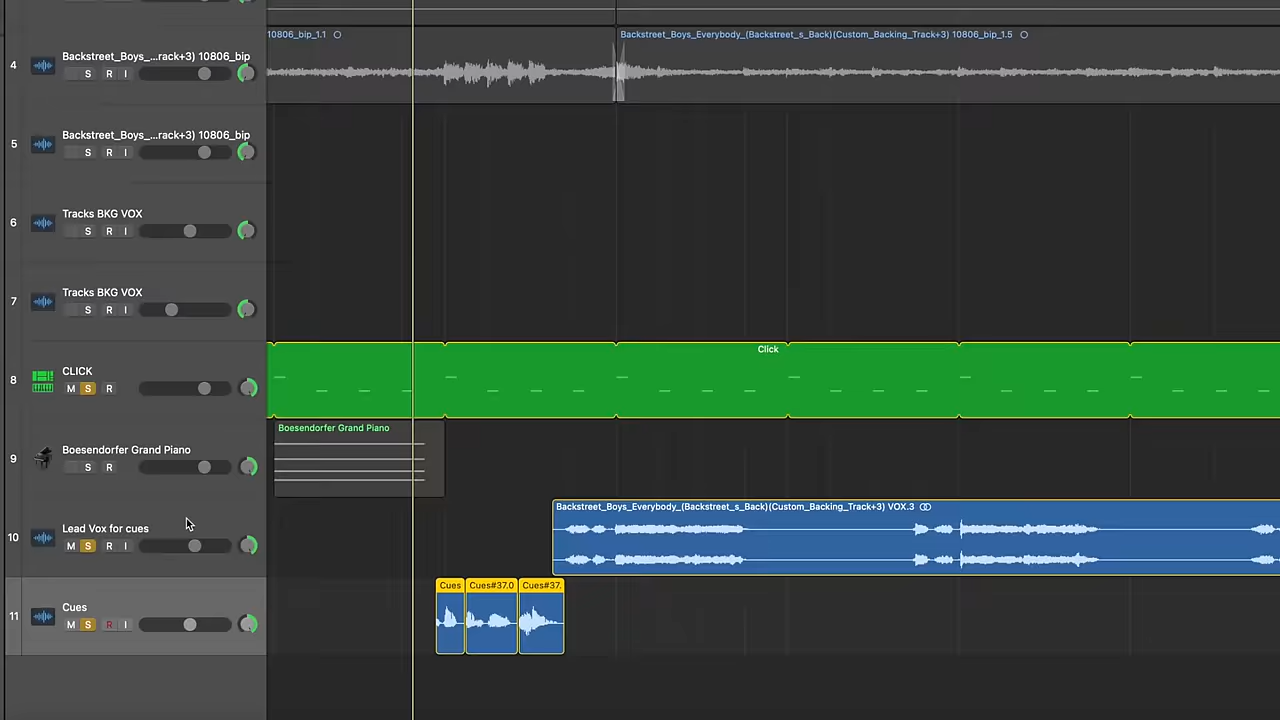 10806_bip_1.1
Backstreet_Boys_Everybody_(Backstreet_s_Back)(Custom_Backing_Track+3) 10806_bip_1.5
4
Backstreet_Boys_...rack+3) 10806_bip
S R I
5
Backstreet_Boys_...rack+3) 10806_bip
S R I
6
Tracks BKG VOX
S R I
7
Tracks BKG VOX
S R I
8
CLICK
M S R
Click
9
Boesendorfer Grand Piano
S R
Boesendorfer Grand Piano
10
Lead Vox for cues
M S R I
Backstreet_Boys_Everybody_(Backstreet_s_Back)(Custom_Backing_Track+3) VOX.3
11
Cues
M S R I
Cues
Cues#37.0
Cues#37.